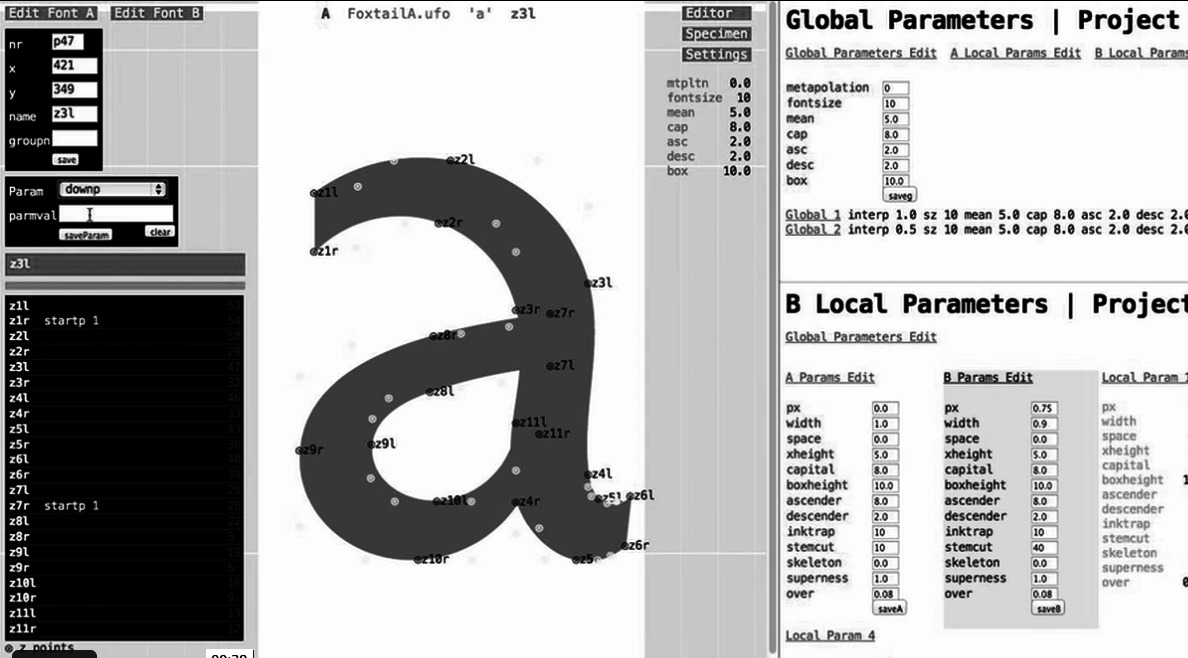 Edit Font A
Edit Font B
nr p47
x 421
y 349
name z3l
groupn
save
Param downp
parmval
saveParam
clear
z3l
z1l
z1r startp 1
z2l
z2r
z3l
z3r
z4l
z4r
z5l
z5r
z6l
z6r
z7l
z7r startp 1
z8l
z8r
z9l
z9r
z10l
z10r
z11l
z11r
z points
A FoxtailA.ufo 'a' z3l
z2l
z1l
z2r
z1r
z3l
z3r
z7r
z8r
z7l
z8l
z11l
z11r
z9l
z9r
z4l
z5l
z6l
z10l
z4r
z6r
z10r
z5
Editor
Specimen
Settings
mtpltn 0.0
fontsize 10
mean 5.0
cap 8.0
asc 2.0
desc 2.0
box 10.0
Global Parameters | Project
Global Parameters Edit A Local Params Edit B Local Params
metapolation 0
fontsize 10
mean 5.0
cap 8.0
asc 2.0
desc 2.0
box 10.0
saveg
Global 1 interp 1.0 sz 10 mean 5.0 cap 8.0 asc 2.0 desc 2.
Global 2 interp 0.5 sz 10 mean 5.0 cap 8.0 asc 2.0 desc 2.
B Local Parameters | Project
Global Parameters Edit
A Params Edit
px 0.0
width 1.0
space 0.0
xheight 5.0
capital 8.0
boxheight 10.0
ascender 8.0
descender 2.0
inktrap 10
stemcut 10
skeleton 0.0
superness 1.0
over 0.08
saveA
B Params Edit
px 0.75
width 0.9
space 0.0
xheight 5.0
capital 8.0
boxheight 10.0
ascender 8.0
descender 2.0
inktrap 10
stemcut 40
skeleton 0.0
superness 1.0
over 0.08
saveB
Local Param
px
width
space
xheight
capital
boxheight
ascender
descender
inktrap
stemcut
skeleton
superness
over
Local Param 4